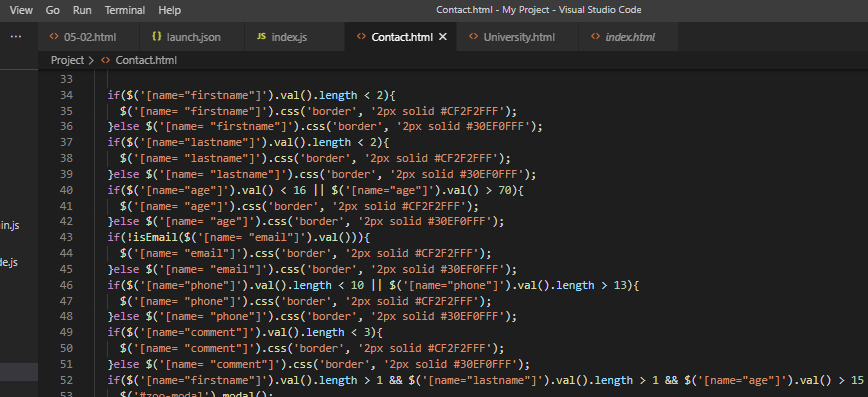 View Go Run Terminal Help Contact.html - My Project - Visual Studio Code
··· <> 05-02.html {} launch.json JS index.js <> Contact.html × <> University.html <> index.html
Project > <> Contact.html
33
34 if($('[name="firstname"]').val().length < 2){
35 $('[name= "firstname"]').css('border', '2px solid #CF2F2FFF');
36 }else $('[name= "firstname"]').css('border', '2px solid #30EF0FFF');
37 if($('[name="lastname"]').val().length < 2){
38 $('[name= "lastname"]').css('border', '2px solid #CF2F2FFF');
39 }else $('[name= "lastname"]').css('border', '2px solid #30EF0FFF');
40 if($('[name="age"]').val() < 16 || $('[name="age"]').val() > 70){
41 $('[name= "age"]').css('border', '2px solid #CF2F2FFF');
in.js
42 }else $('[name= "age"]').css('border', '2px solid #30EF0FFF');
43 if(!isEmail($('[name= "email"]').val())){
44 $('[name= "email"]').css('border', '2px solid #CF2F2FFF');
de.js
45 }else $('[name= "email"]').css('border', '2px solid #30EF0FFF');
46 if($('[name="phone"]').val().length < 10 || $('[name="phone"]').val().length > 13){
47 $('[name= "phone"]').css('border', '2px solid #CF2F2FFF');
48 }else $('[name= "phone"]').css('border', '2px solid #30EF0FFF');
49 if($('[name="comment"]').val().length < 3){
50 $('[name= "comment"]').css('border', '2px solid #CF2F2FFF');
51 }else $('[name= "comment"]').css('border', '2px solid #30EF0FFF');
52 if($('[name="firstname"]').val().length > 1 && $('[name="lastname"]').val().length > 1 && $('[name="age"]').val() > 15
53 $('#zoo-modal').modal();